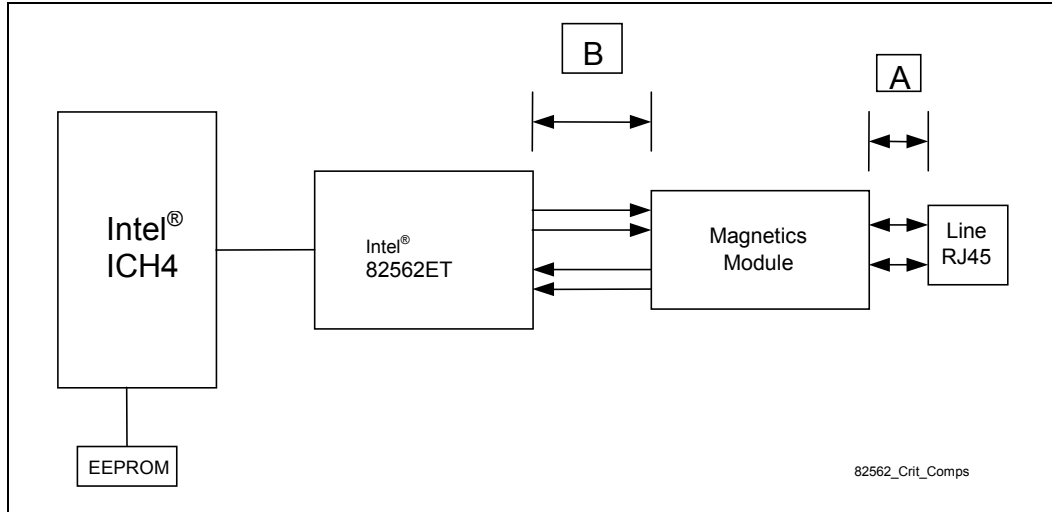 B
A
Intel®
ICH4
Intel®
82562ET
Magnetics
Module
Line
RJ45
EEPROM
82562_Crit_Comps